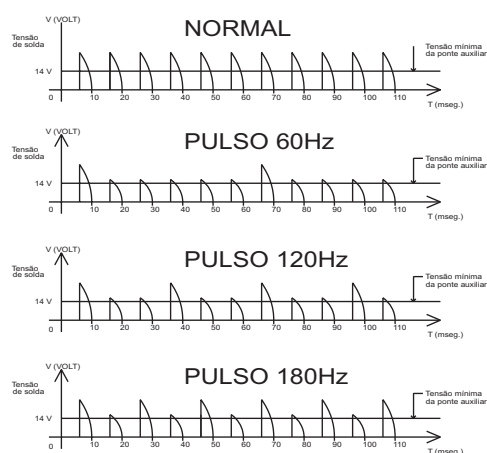 V (VOLT)
NORMAL
Tensão
de solda
Tensão mínima
da ponte auxiliar
14 V
0
10 20 30 40 50 60 70 80 90 100 110
T (mseg.)
V (VOLT)
PULSO 60Hz
Tensão
de solda
Tensão mínima
da ponte auxiliar
14 V
0
10 20 30 40 50 60 70 80 90 100 110
T (mseg.)
V (VOLT)
PULSO 120Hz
Tensão
de solda
Tensão mínima
da ponte auxiliar
14 V
0
10 20 30 40 50 60 70 80 90 100 110
T (mseg.)
V (VOLT)
PULSO 180Hz
Tensão
de solda
Tensão mínima
da ponte auxiliar
14 V
0
10 20 30 40 50 60 70 80 90 100 110
T (mseg.)